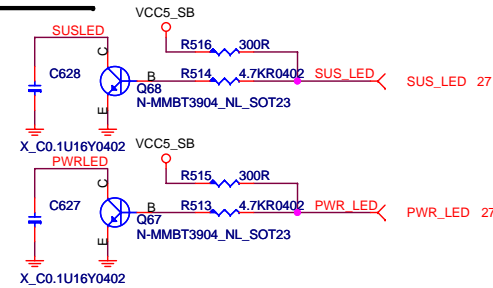 VCC5_SB
SUSLED
R516 300R
C628
C
R514 4.7KR0402 SUS_LED SUS_LED 27
B
Q68
N-MMBT3904_NL_SOT23
E
X_C0.1U16Y0402
VCC5_SB
PWRLED
R515 300R
C627
C
R513 4.7KR0402 PWR_LED PWR_LED 27
B
Q67
N-MMBT3904_NL_SOT23
E
X_C0.1U16Y0402